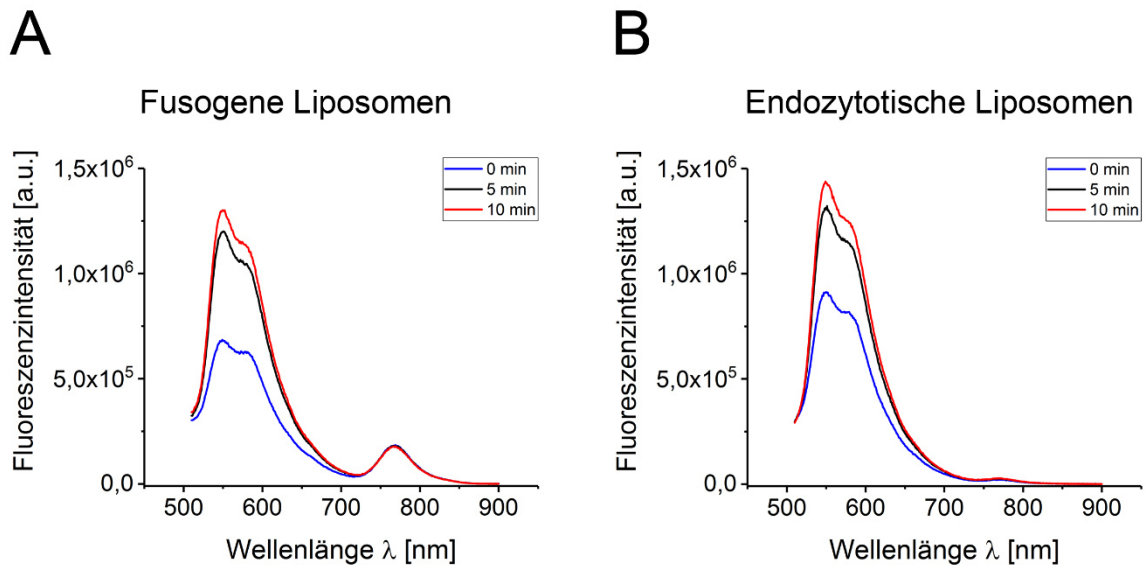 A
Fusogene Liposomen
Fluoreszenzintensität [a.u.]
1,5x10⁶
1,0x10⁶
5,0x10⁵
0,0
0 min
5 min
10 min
500 600 700 800 900
Wellenlänge λ [nm]
B
Endozytotische Liposomen
Fluoreszenzintensität [a.u.]
1,5x10⁶
1,0x10⁶
5,0x10⁵
0,0
0 min
5 min
10 min
500 600 700 800 900
Wellenlänge λ [nm]